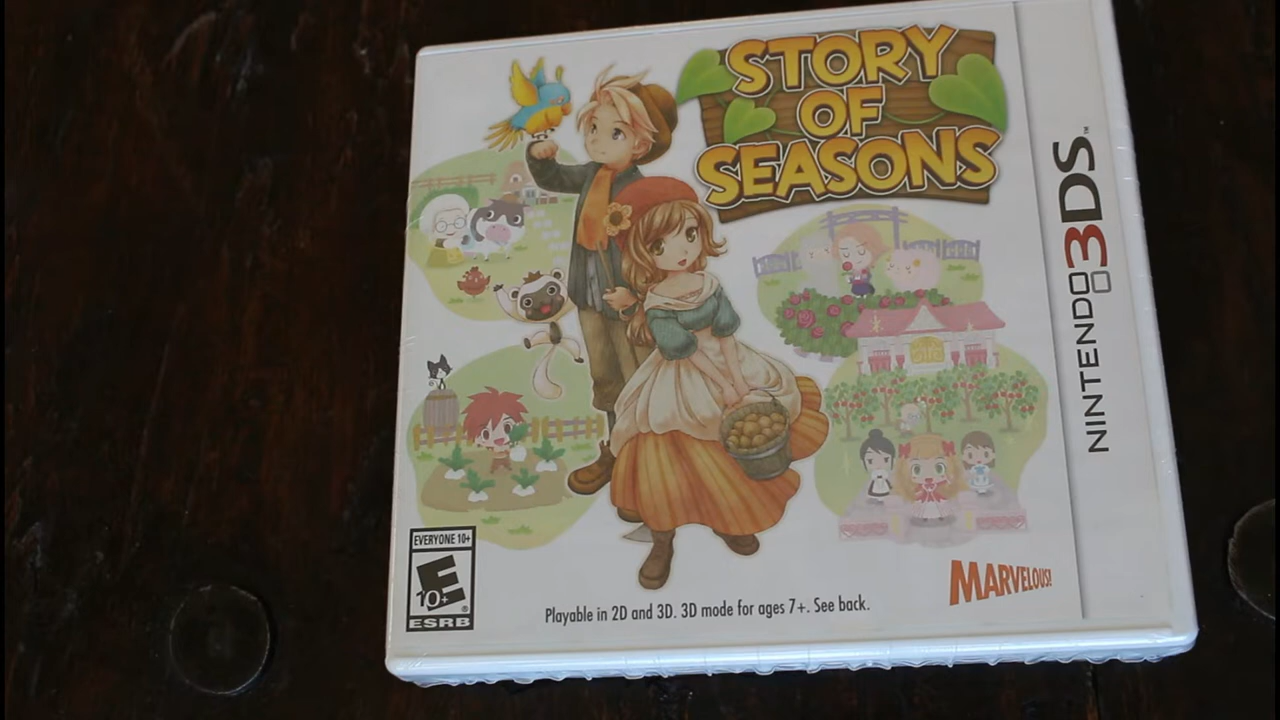 STORY
OF
SEASONS
NINTENDO 3DS™
EVERYONE 10+
E
10+
®
ESRB
Playable in 2D and 3D. 3D mode for ages 7+. See back.
MARVELOUS!